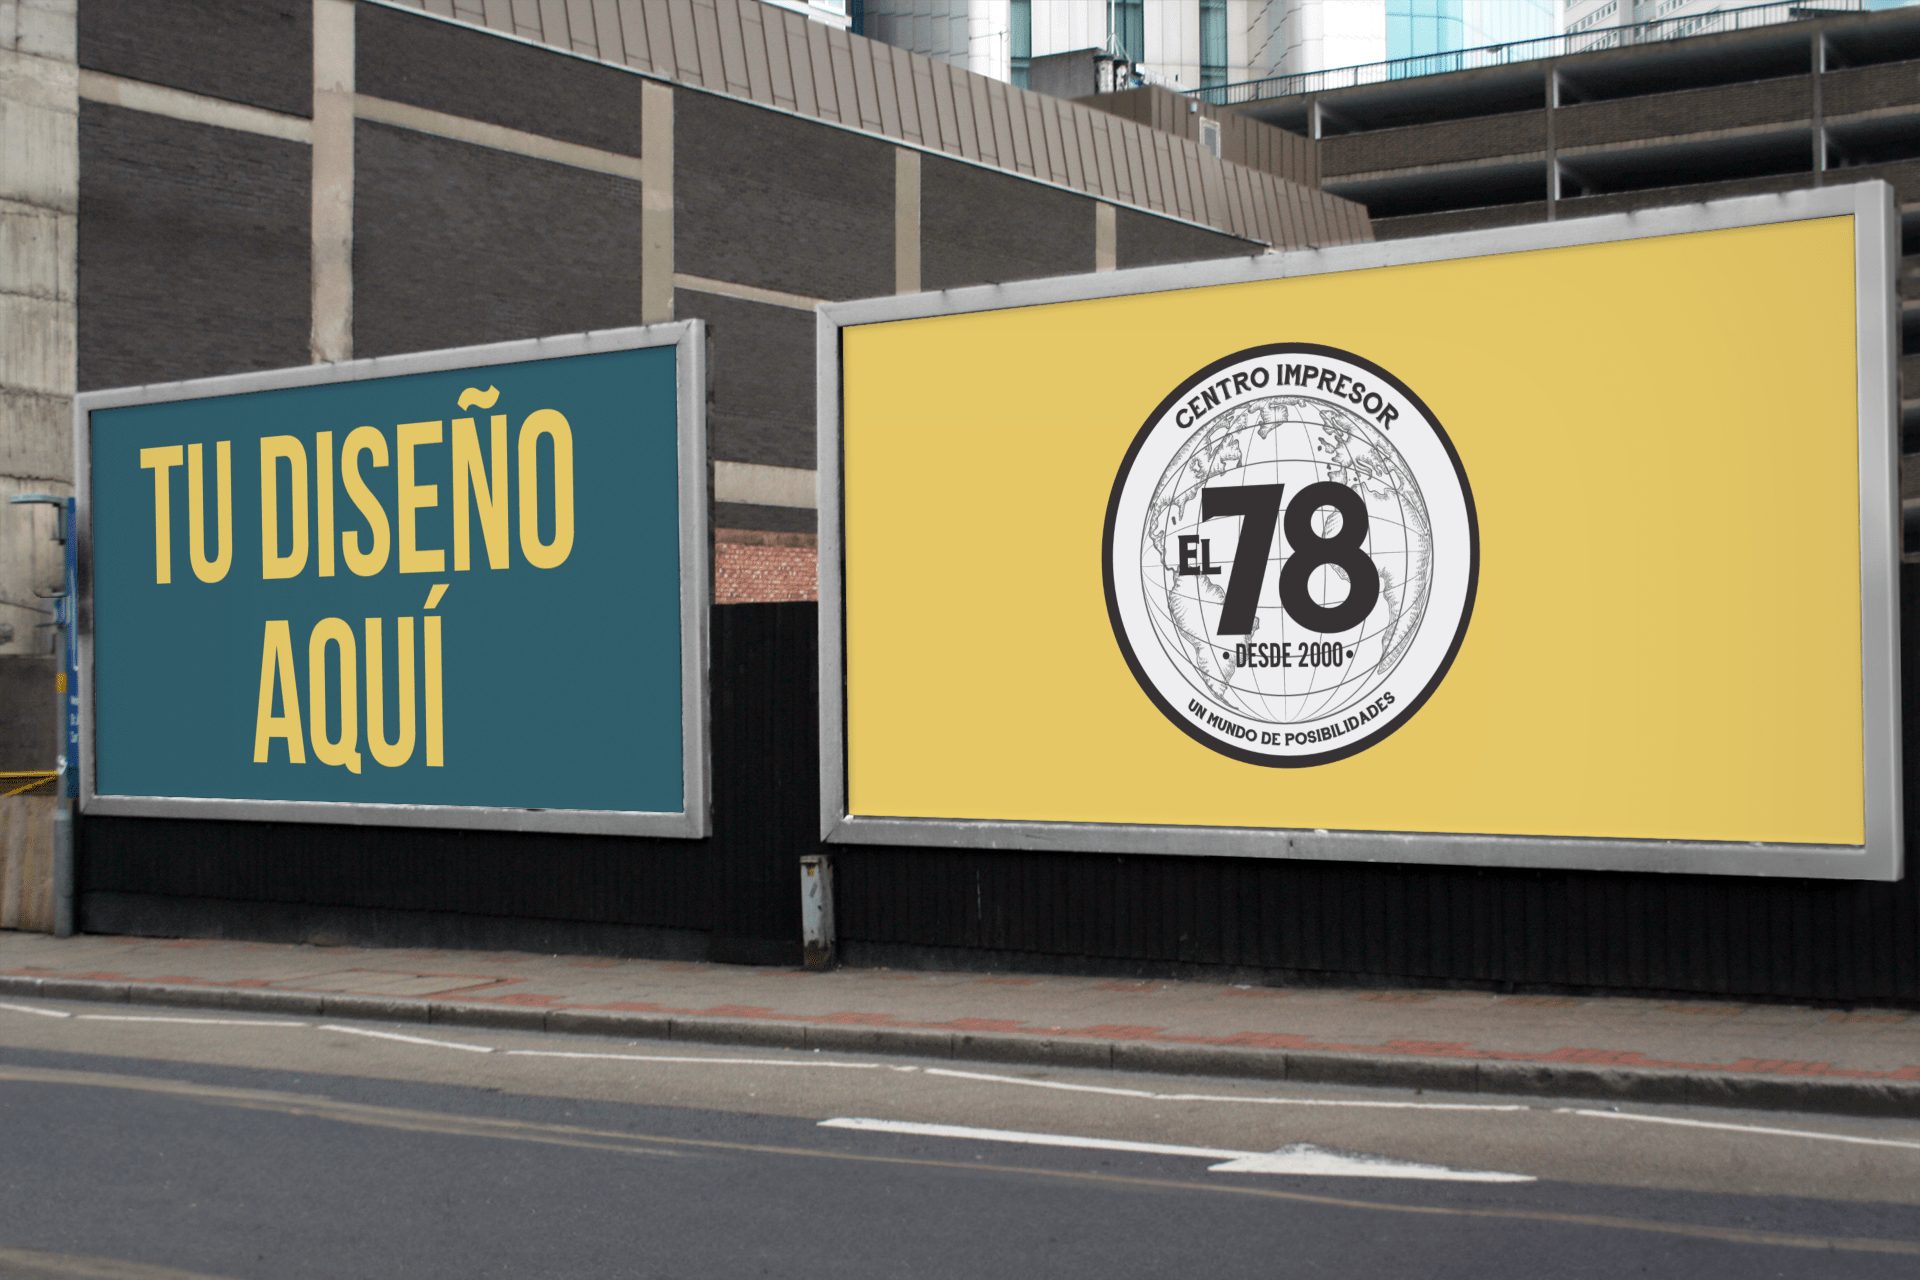 TU DISEÑO
AQUÍ
CENTRO IMPRESOR
EL 78
• DESDE 2000 •
UN MUNDO DE POSIBILIDADES